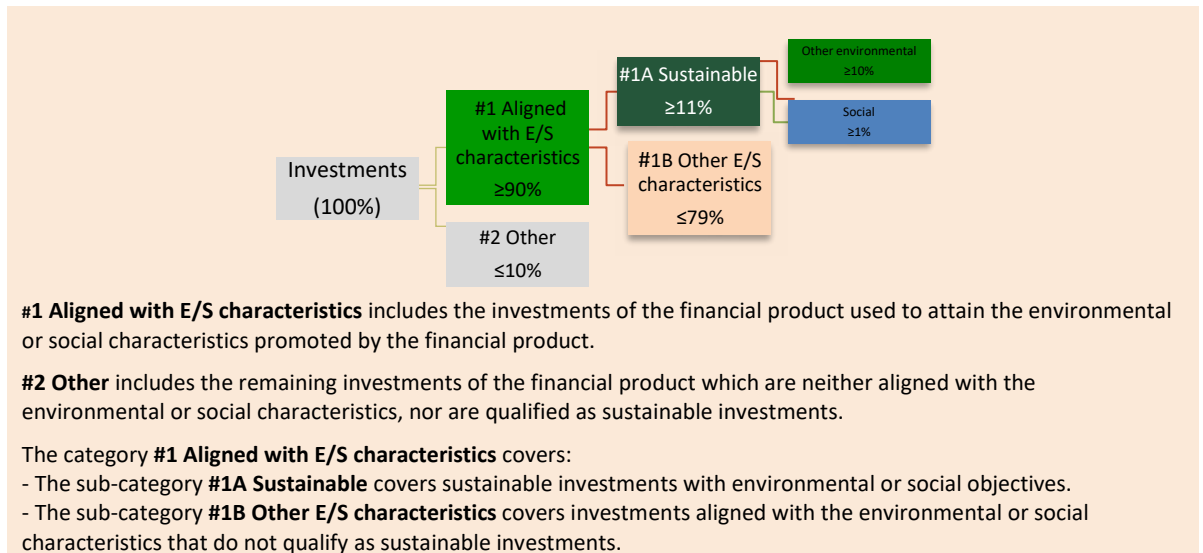 Investments
(100%)
#1 Aligned
with E/S
characteristics
≥90%
#2 Other
≤10%
#1A Sustainable
≥11%
#1B Other E/S
characteristics
≤79%
Other environmental
≥10%
Social
≥1%
#1 Aligned with E/S characteristics includes the investments of the financial product used to attain the environmental
or social characteristics promoted by the financial product.
#2 Other includes the remaining investments of the financial product which are neither aligned with the
environmental or social characteristics, nor are qualified as sustainable investments.
The category #1 Aligned with E/S characteristics covers:
- The sub-category #1A Sustainable covers sustainable investments with environmental or social objectives.
- The sub-category #1B Other E/S characteristics covers investments aligned with the environmental or social
characteristics that do not qualify as sustainable investments.